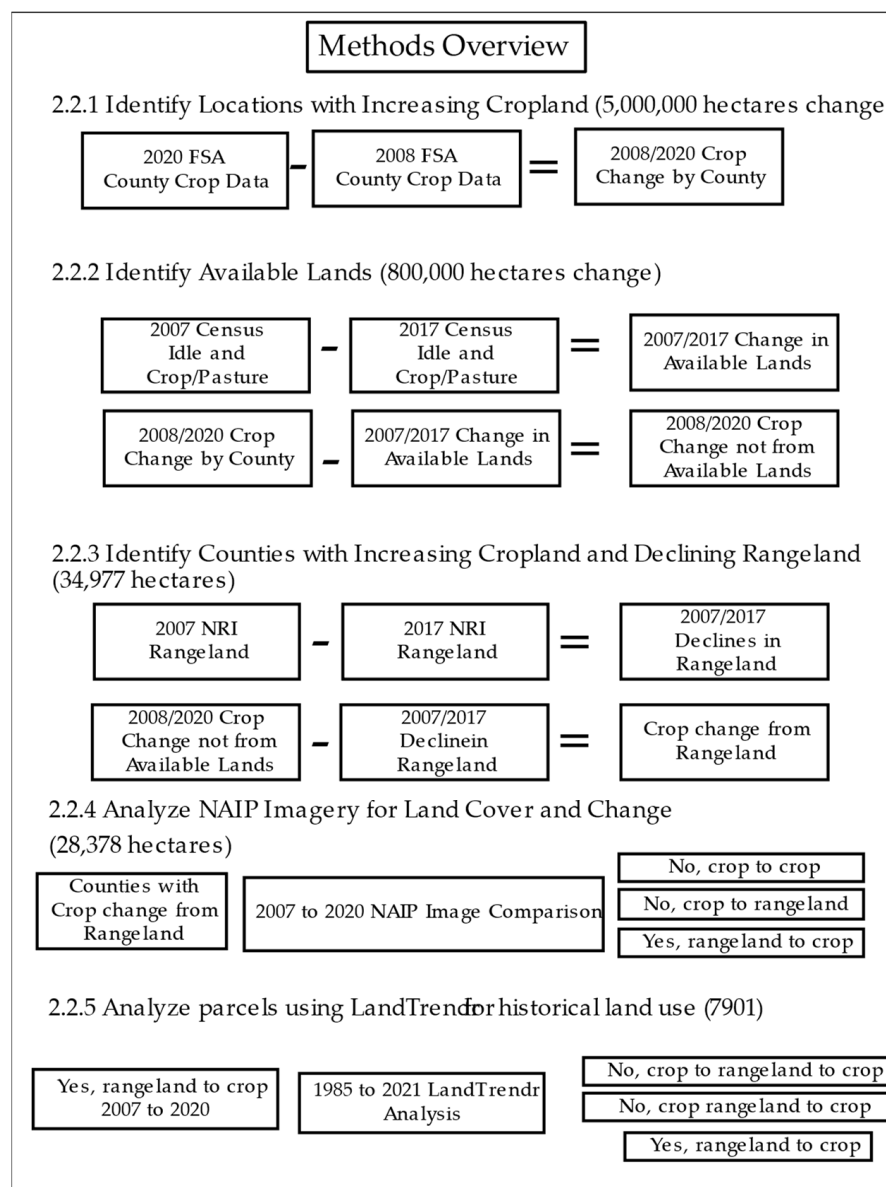 Methods Overview
2.2.1 Identify Locations with Increasing Cropland (5,000,000 hectares change
2020 FSA
County Crop Data
-
2008 FSA
County Crop Data
=
2008/2020 Crop
Change by County
2.2.2 Identify Available Lands (800,000 hectares change)
2007 Census
Idle and
Crop/Pasture
-
2017 Census
Idle and
Crop/Pasture
=
2007/2017 Change in
Available Lands
2008/2020 Crop
Change by County
-
2007/2017 Change in
Available Lands
=
2008/2020 Crop
Change not from
Available Lands
2.2.3 Identify Counties with Increasing Cropland and Declining Rangeland
(34,977 hectares)
2007 NRI
Rangeland
-
2017 NRI
Rangeland
=
2007/2017
Declines in
Rangeland
2008/2020 Crop
Change not from
Available Lands
-
2007/2017
Declinein
Rangeland
=
Crop change from
Rangeland
2.2.4 Analyze NAIP Imagery for Land Cover and Change
(28,378 hectares)
Counties with
Crop change from
Rangeland
2007 to 2020 NAIP Image Comparison
No, crop to crop
No, crop to rangeland
Yes, rangeland to crop
2.2.5 Analyze parcels using LandTrendr for historical land use (7901)
Yes, rangeland to crop
2007 to 2020
1985 to 2021 LandTrendr
Analysis
No, crop to rangeland to crop
No, crop rangeland to crop
Yes, rangeland to crop